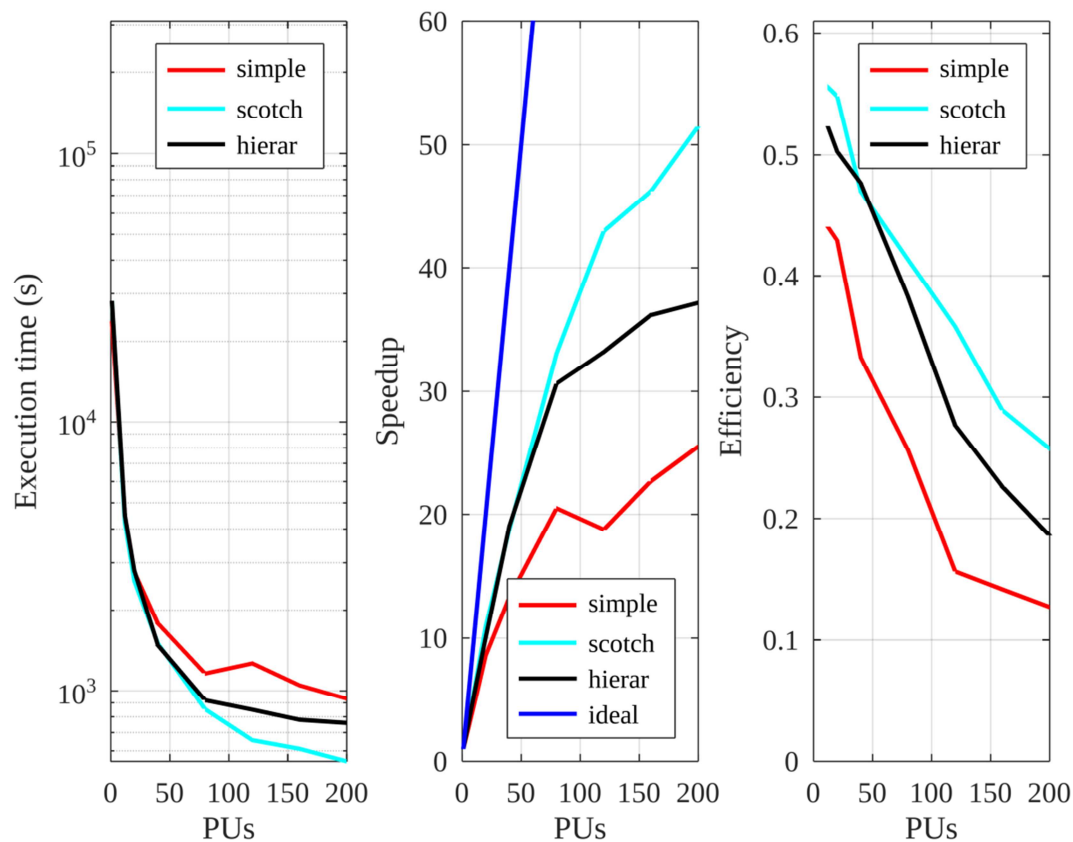 Execution time (s)
10^5
10^4
10^3
simple
scotch
hierar
0 50 100 150 200
PUs
Speedup
60
50
40
30
20
10
0
simple
scotch
hierar
ideal
0 50 100 150 200
PUs
Efficiency
0.6
0.5
0.4
0.3
0.2
0.1
0
simple
scotch
hierar
0 50 100 150 200
PUs